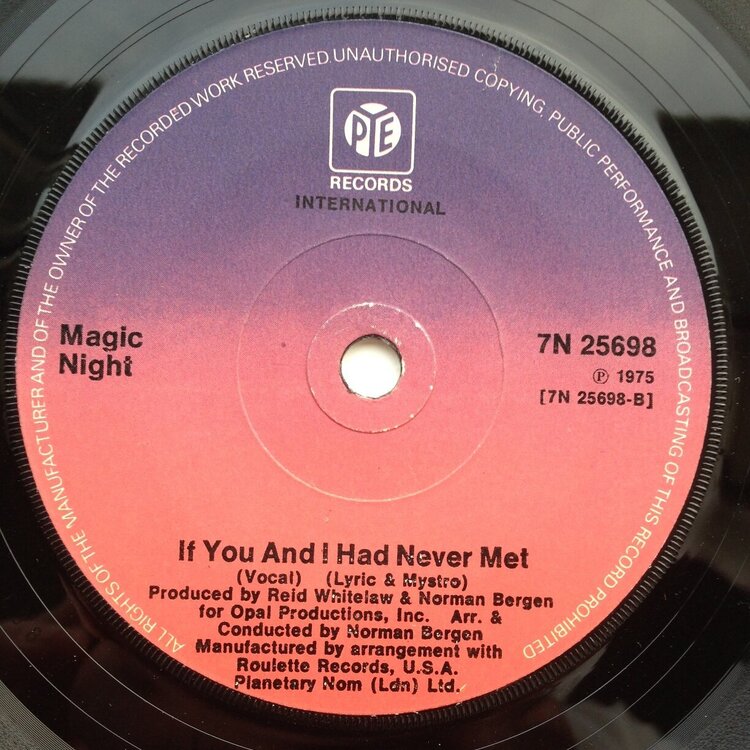 ALL RIGHTS OF THE MANUFACTURER AND OF THE OWNER OF THE RECORDED WORK RESERVED. UNAUTHORISED COPYING, PUBLIC PERFORMANCE AND BROADCASTING OF THIS RECORD PROHIBITED
PYE
RECORDS
INTERNATIONAL
Magic
Night
7N 25698
℗ 1975
[7N 25698-B]
If You And I Had Never Met
(Vocal) (Lyric & Mystro)
Produced by Reid Whitelaw & Norman Bergen
for Opal Productions, Inc. Arr. &
Conducted by Norman Bergen
Manufactured by arrangement with
Roulette Records, U.S.A.
Planetary Nom (Ldn) Ltd.